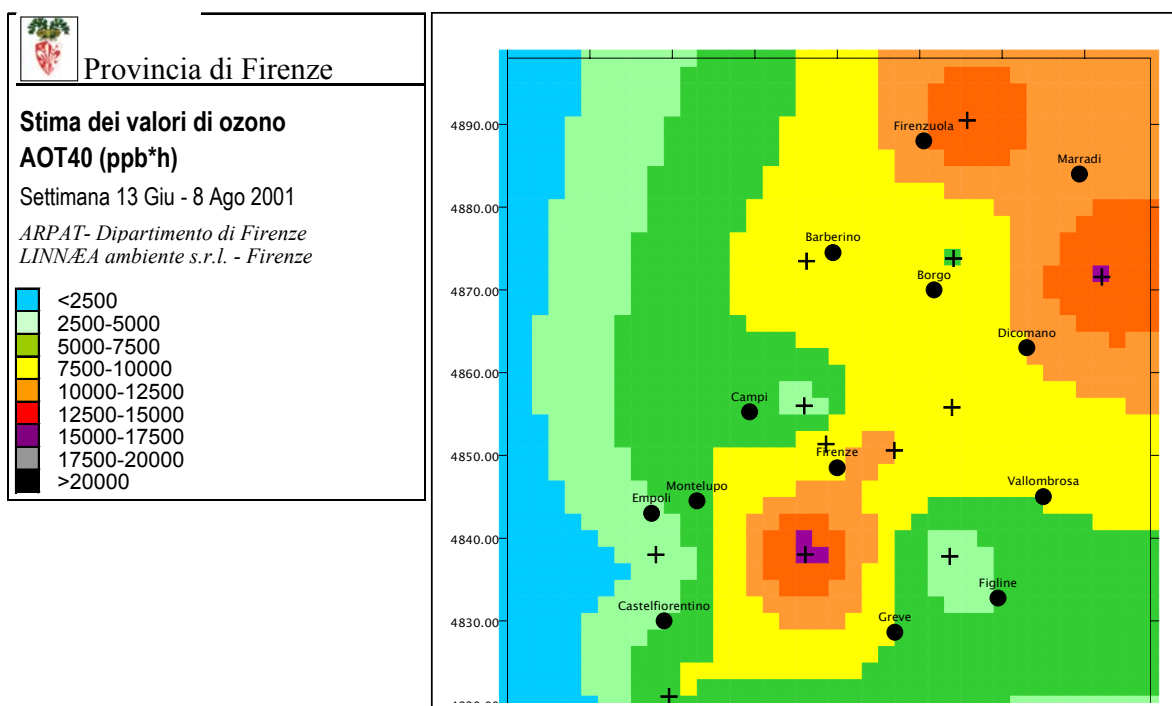 Provincia di Firenze
Stima dei valori di ozono
AOT40 (ppb*h)
Settimana 13 Giu - 8 Ago 2001
ARPAT- Dipartimento di Firenze
LINNÆA ambiente s.r.l. - Firenze
<2500
2500-5000
5000-7500
7500-10000
10000-12500
12500-15000
15000-17500
17500-20000
>20000
4890.00
Firenzuola
Marradi
4880.00
Barberino
4870.00
Borgo
Dicomano
4860.00
Campi
4850.00
Firenze
Vallombrosa
Montelupo
Empoli
4840.00
Figline
Castelfiorentino
4830.00
Greve